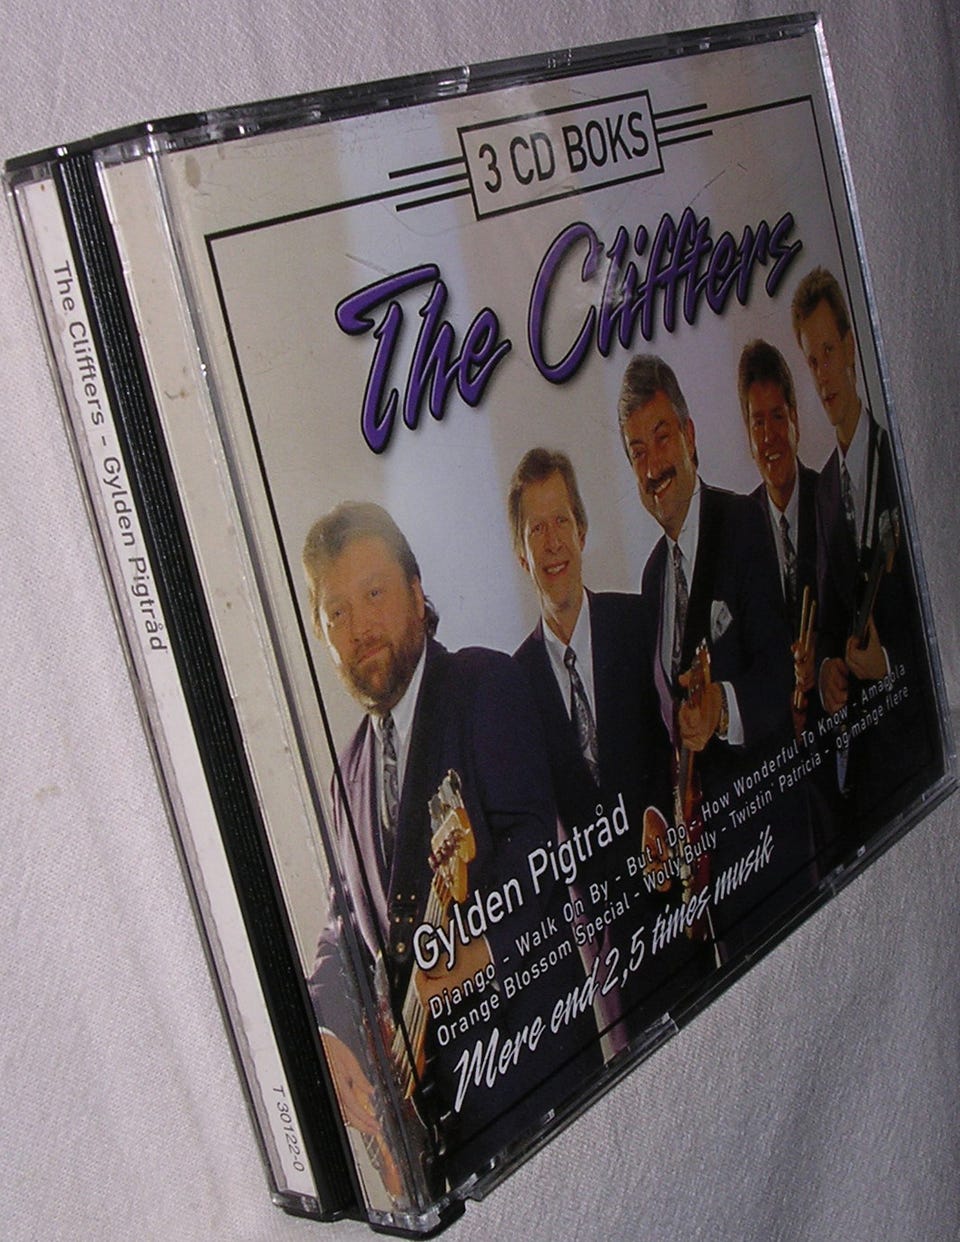 3 CD BOKS
The Cliffters
Gylden Pigtråd
Django - Walk On By - But I Do - How Wonderful To Know - Amapola
Orange Blossom Special - Wolly Bully - Twistin' Patricia - og mange flere
Mere end 2,5 times musik
The Cliffters - Gylden Pigtråd
T 30122-0